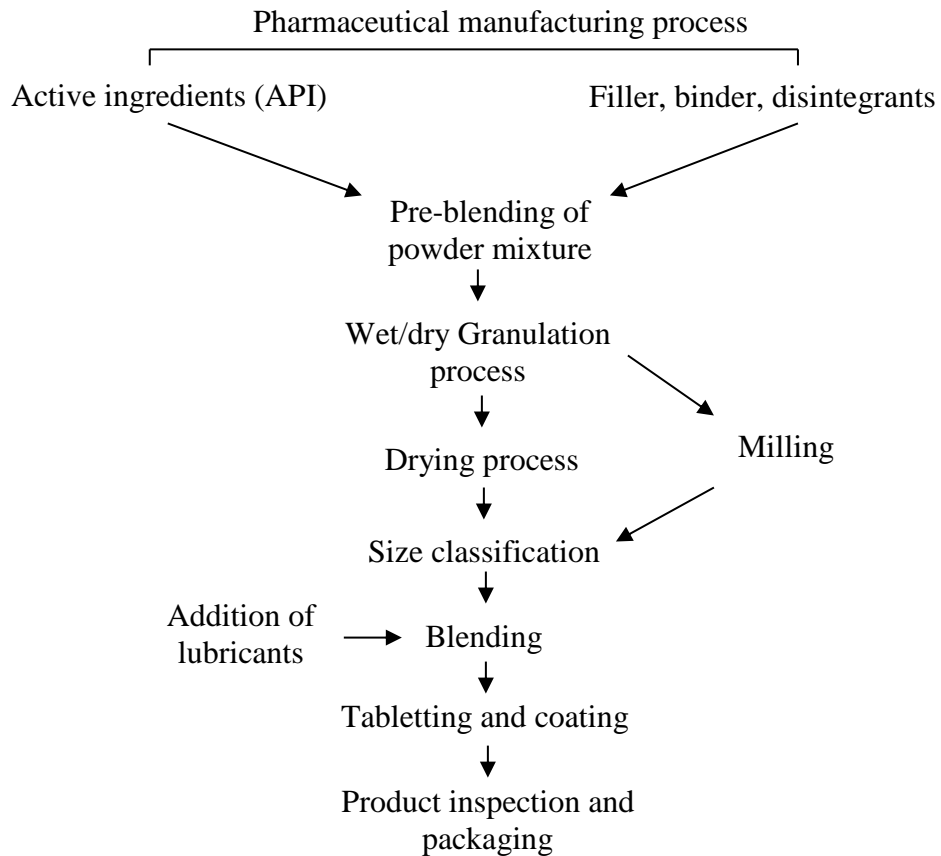 Pharmaceutical manufacturing process
Active ingredients (API)
Filler, binder, disintegrants
Pre-blending of
powder mixture
Wet/dry Granulation
process
Milling
Drying process
Size classification
Addition of
lubricants
Blending
Tabletting and coating
Product inspection and
packaging